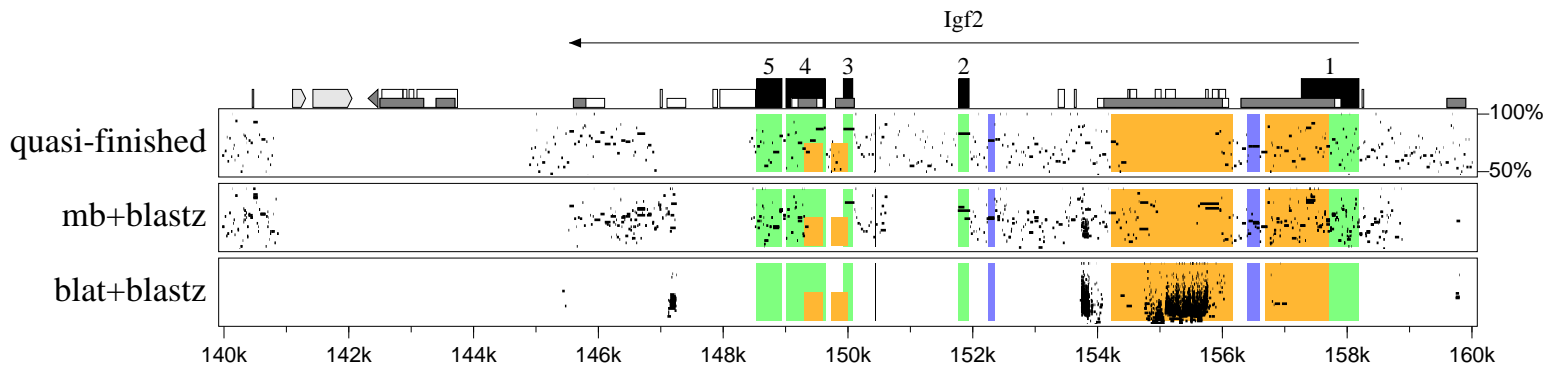 Igf2
5 4 3 2 1
quasi-finished
100%
50%
mb+blastz
blat+blastz
140k 142k 144k 146k 148k 150k 152k 154k 156k 158k 160k